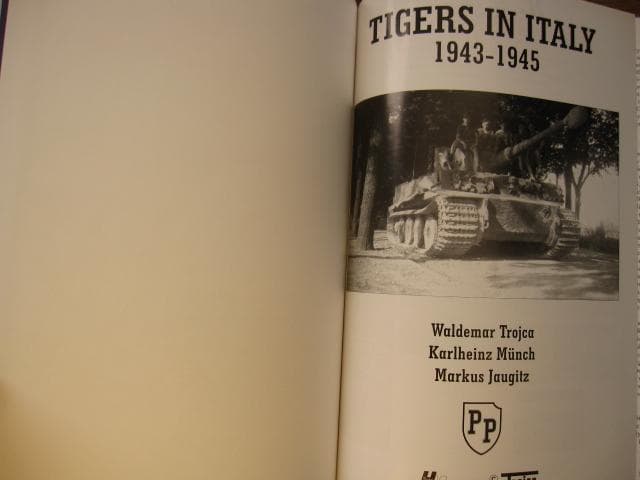 TIGERS IN ITALY
1943-1945
Waldemar Trojca
Karlheinz Münch
Markus Jaugitz
PP